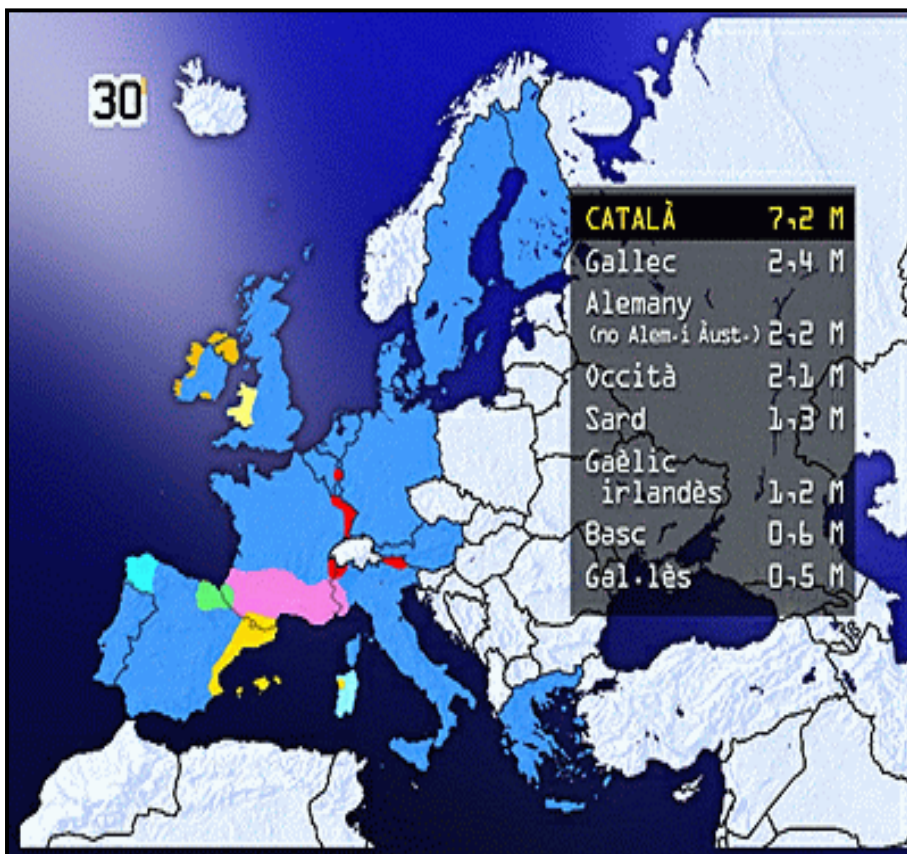 30
CATALÀ 7,2 M
Gallec 2,4 M
Alemany
(no Alem.i Àust.) 2,2 M
Occità 2,1 M
Sard 1,3 M
Gaèlic
irlandès 1,2 M
Basc 0,6 M
Gal·lès 0,5 M